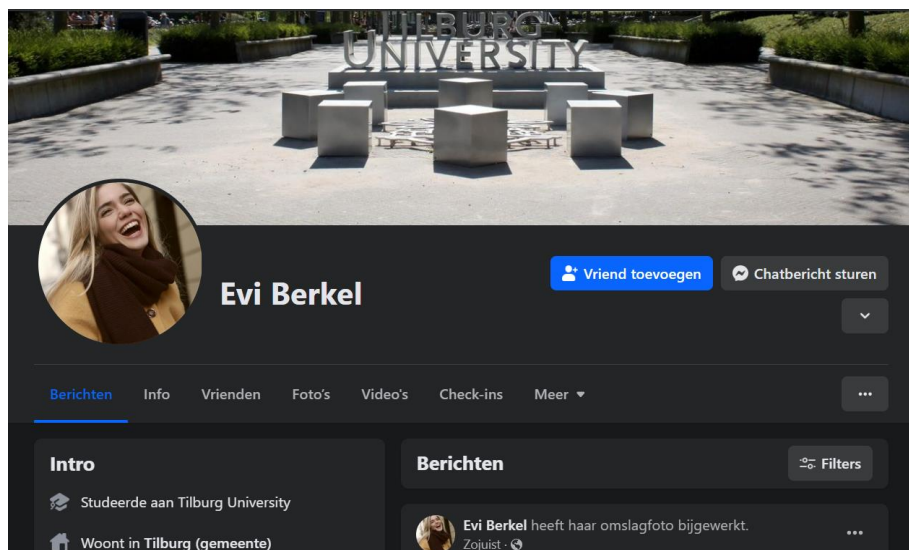 TILBURG
UNIVERSITY
Evi Berkel
Vriend toevoegen
Chatbericht sturen
Berichten
Info
Vrienden
Foto's
Video's
Check-ins
Meer
Intro
Studeerde aan Tilburg University
Woont in Tilburg (gemeente)
Berichten
Filters
Evi Berkel heeft haar omslagfoto bijgewerkt.
Zojuist ·